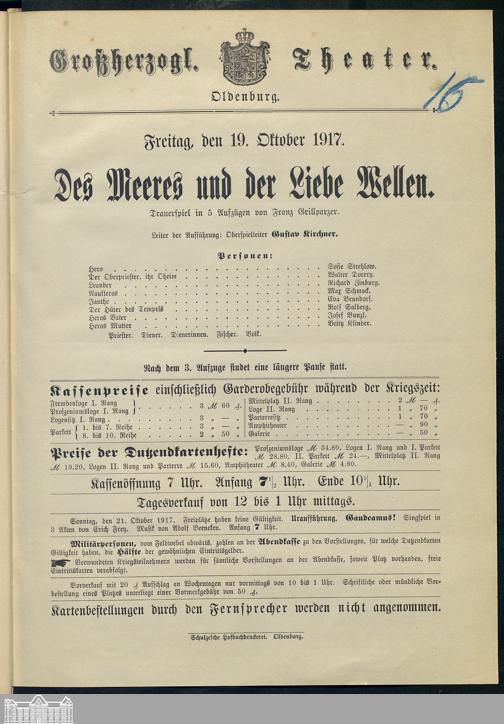 Großherzogl. Theater.
Oldenburg.
16
Freitag, den 19. Oktober 1917.
Des Meeres und der Liebe Wellen.
Trauerspiel in 5 Aufzügen von Franz Grillparzer.
Leiter der Aufführung: Oberspielleiter Gustav Kirchner.
Personen:
Hero . . . Sofie Strehlow.
Der Oberpriester, ihr Oheim . . . Walter Doerry.
Leander . . . Richard Imburg.
Naukleros . . . Max Schmack.
Janthe . . . Eva Benndorf.
Der Hüter des Tempels . . . Rolf Salberg.
Heros Vater . . . Josef Bunzl.
Heros Mutter . . . Betty Klinder.
Priester. Diener. Dienerinnen. Fischer. Volk.
Nach dem 3. Aufzuge findet eine längere Pause statt.
Kassenpreise einschließlich Garderobegebühr während der Kriegszeit:
Fremdenloge I. Rang
Proszeniumsloge I. Rang } 3 M 60 ₰
Logensitz I. Rang . . . 3 „ — „
Parkett { 1. bis 7. Reihe . . . 3 „ — „
8. bis 10. Reihe . . . 2 „ 50 „
Mittelplatz II. Rang . . . 2 M — ₰
Loge II. Rang . . . 1 „ 70 „
Parterresitz . . . 1 „ 70 „
Amphitheater . . . — „ 90 „
Galerie . . . — „ 50 „
Preise der Dutzendkartenhefte: Proszeniumsloge M 34.80, Logen I. Rang und I. Parkett
M 28.80, II. Parkett M 24.—, Mittelplatz II. Rang
M 19.20, Logen II. Rang und Parterre M 15,60, Amphitheater M 8,40, Galerie M 4.80.
Kassenöffnung 7 Uhr. Anfang 7 1/2 Uhr. Ende 10 1/4 Uhr.
Tagesverkauf von 12 bis 1 Uhr mittags.
Sonntag, den 21. Oktober 1917. Freiplätze haben keine Gültigkeit. Uraufführung. Gaudeamus! Singspiel in
3 Akten von Erich Frey. Musik von Adolf Anfang 7 Uhr.
Militärpersonen, vom Feldwebel abwärts, zahlen an der Abendkasse zu den Vorstellungen, für welche Dutzendkarten
Gültigkeit haben, die Hälfte der gewöhnlichen Eintrittsgelder.
Verwundeten Kriegsteilnehmern werden für sämtliche Vorstellungen an der Abendkasse, soweit Platz vorhanden, freie
Eintrittskarten verabfolgt.
Vorverkauf mit 20 ₰ Aufschlag an Wochentagen nur vormittags von 10 bis 1 Uhr. Schriftliche oder mündliche Vor-
bestellung eines Platzes unterliegt einer Vormerkgebühr von 50 ₰.
Kartenbestellungen durch den Fernsprecher werden nicht angenommen.
Schulzesche Hofbuchdruckerei. Oldenburg.